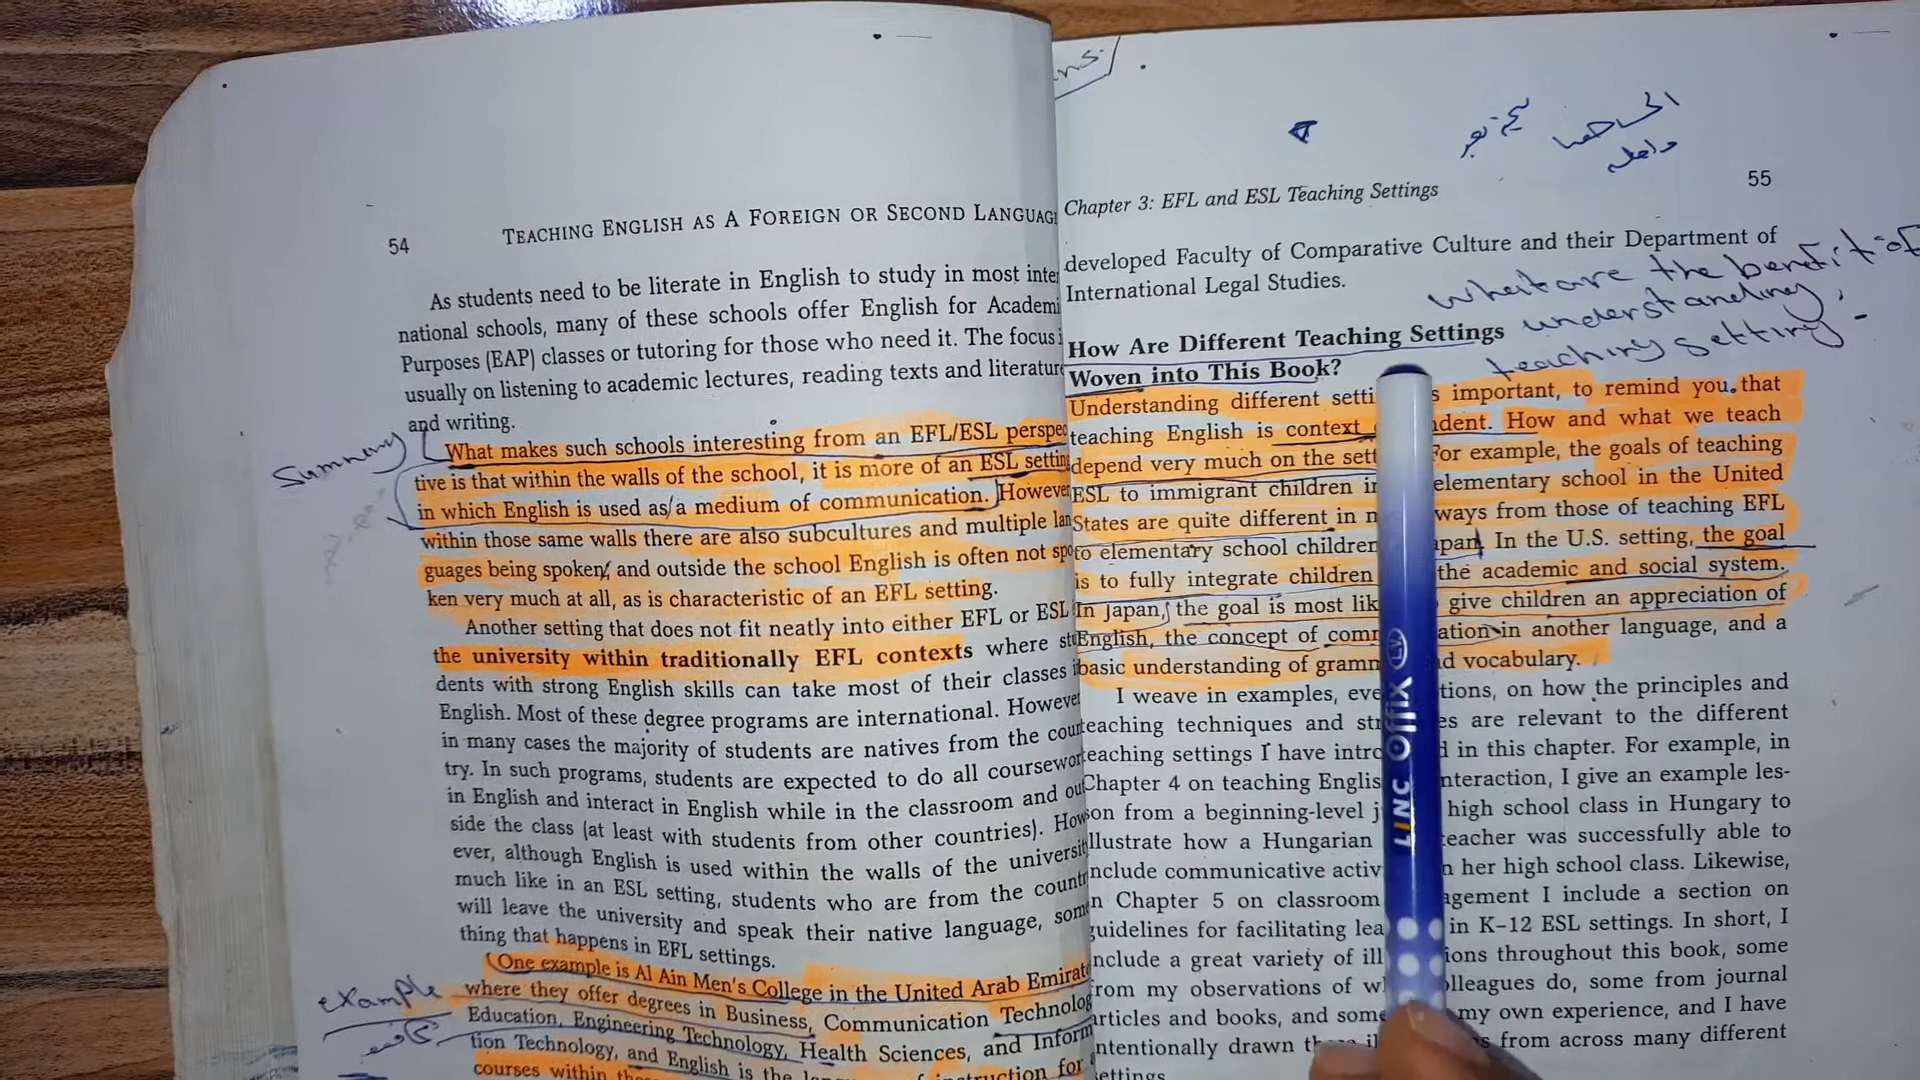 54
TEACHING ENGLISH AS A FOREIGN OR SECOND LANGUAG
As students need to be literate in English to study in most inter
national schools, many of these schools offer English for Academi
Purposes (EAP) classes or tutoring for those who need it. The focus i
usually on listening to academic lectures, reading texts and literature
and writing.
Summary
What makes such schools interesting from an EFL/ESL perspec
tive is that within the walls of the school, it is more of an ESL setting
in which English is used as a medium of communication. However
within those same walls there are also subcultures and multiple lan
guages being spoken, and outside the school English is often not spo
ken very much at all, as is characteristic of an EFL setting.
Another setting that does not fit neatly into either EFL or ESL
the university within traditionally EFL contexts where stu
dents with strong English skills can take most of their classes i
English. Most of these degree programs are international. However
in many cases the majority of students are natives from the coun
try. In such programs, students are expected to do all coursewor
in English and interact in English while in the classroom and out
side the class (at least with students from other countries). How
ever, although English is used within the walls of the universit
much like in an ESL setting, students who are from the countr
will leave the university and speak their native language, som
thing that happens in EFL settings.
example
One example is Al Ain Men's College in the United Arab Emirat
where they offer degrees in Business, Communication Technolog
Education, Engineering Technology, Health Sciences, and Inform
tion Technology, and English is the
courses within
55
Chapter 3: EFL and ESL Teaching Settings
developed Faculty of Comparative Culture and their Department of
International Legal Studies.
What are the benefit of
understanding
teaching setting
How Are Different Teaching Settings
Woven into This Book?
Understanding different setti s important, to remind you that
teaching English is context dent. How and what we teach
depend very much on the sett For example, the goals of teaching
ESL to immigrant children in elementary school in the United
States are quite different in ways from those of teaching EFL
to elementary school children apan. In the U.S. setting, the goal
is to fully integrate children the academic and social system.
In Japan, the goal is most lik give children an appreciation of
English, the concept of comm ation in another language, and a
basic understanding of gramm d vocabulary.
I weave in examples, eve tions, on how the principles and
teaching techniques and st es are relevant to the different
teaching settings I have intro d in this chapter. For example, in
Chapter 4 on teaching Englis nteraction, I give an example les-
son from a beginning-level j high school class in Hungary to
illustrate how a Hungarian teacher was successfully able to
include communicative activ n her high school class. Likewise,
n Chapter 5 on classroom agement I include a section on
guidelines for facilitating lea in K–12 ESL settings. In short, I
nclude a great variety of ill ions throughout this book, some
from my observations of w olleagues do, some from journal
articles and books, and some my own experience, and I have
ntentionally drawn from across many different
settings
LINC Offix